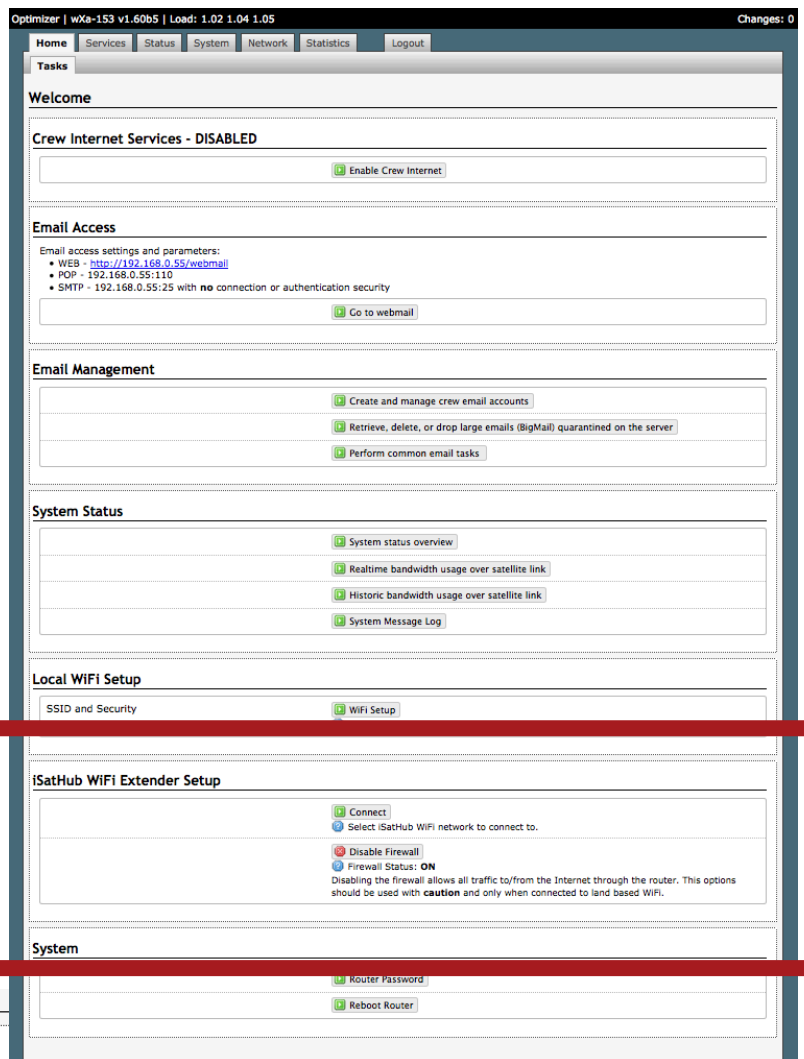 Optimizer | wXa-153 v1.60b5 | Load: 1.02 1.04 1.05 Changes: 0
Home Services Status System Network Statistics Logout
Tasks
Welcome
Crew Internet Services - DISABLED
Enable Crew Internet
Email Access
Email access settings and parameters:
• WEB - http://192.168.0.55/webmail
• POP - 192.168.0.55:110
• SMTP - 192.168.0.55:25 with no connection or authentication security
Go to webmail
Email Management
Create and manage crew email accounts
Retrieve, delete, or drop large emails (BigMail) quarantined on the server
Perform common email tasks
System Status
System status overview
Realtime bandwidth usage over satellite link
Historic bandwidth usage over satellite link
System Message Log
Local WiFi Setup
SSID and Security WiFi Setup
iSatHub WiFi Extender Setup
Connect
Select iSatHub WiFi network to connect to.
Disable Firewall
Firewall Status: ON
Disabling the firewall allows all traffic to/from the Internet through the router. This options
should be used with caution and only when connected to land based WiFi.
System
Router Password
Reboot Router